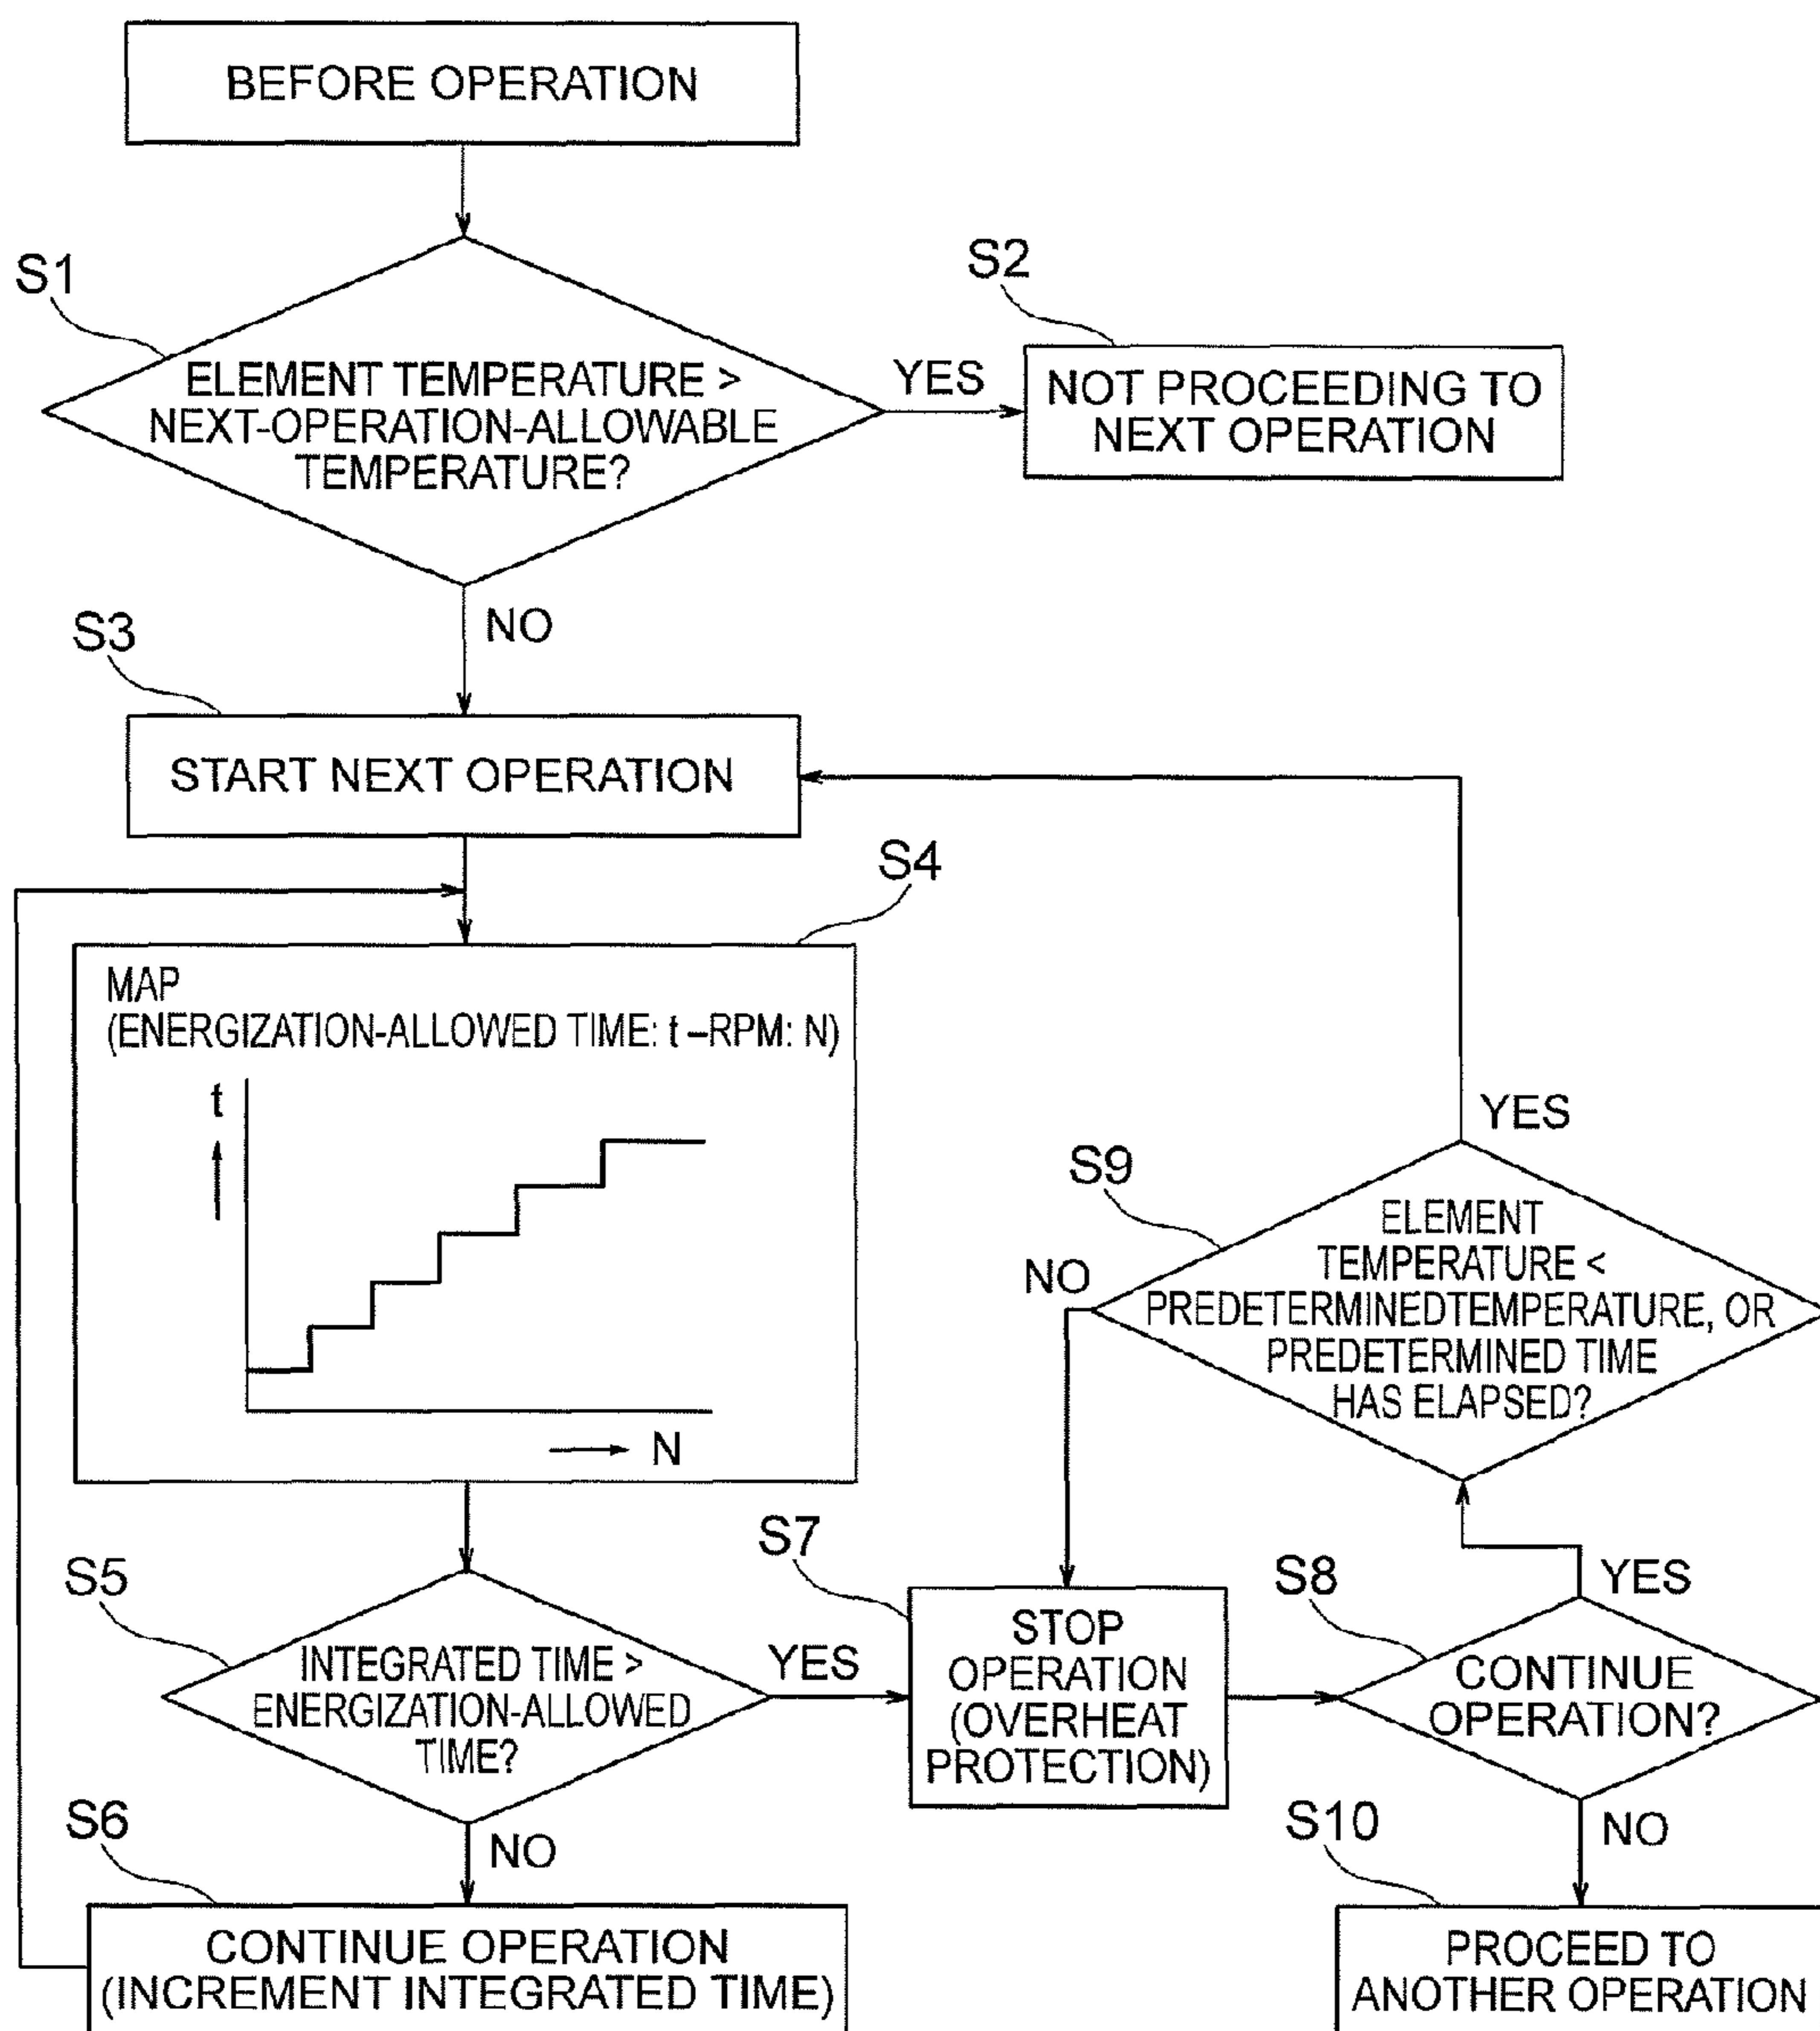 BEFORE OPERATION
S1
ELEMENT TEMPERATURE >
NEXT-OPERATION-ALLOWABLE
TEMPERATURE?
YES
S2
NOT PROCEEDING TO
NEXT OPERATION
NO
S3
START NEXT OPERATION
S4
MAP
(ENERGIZATION-ALLOWED TIME: t –RPM: N)
t
N
S5
INTEGRATED TIME >
ENERGIZATION-ALLOWED
TIME?
YES
NO
S6
CONTINUE OPERATION
(INCREMENT INTEGRATED TIME)
S7
STOP
OPERATION
(OVERHEAT
PROTECTION)
S8
CONTINUE
OPERATION?
YES
NO
S9
ELEMENT
TEMPERATURE <
PREDETERMINEDTEMPERATURE, OR
PREDETERMINED TIME
HAS ELAPSED?
YES
NO
S10
PROCEED TO
ANOTHER OPERATION